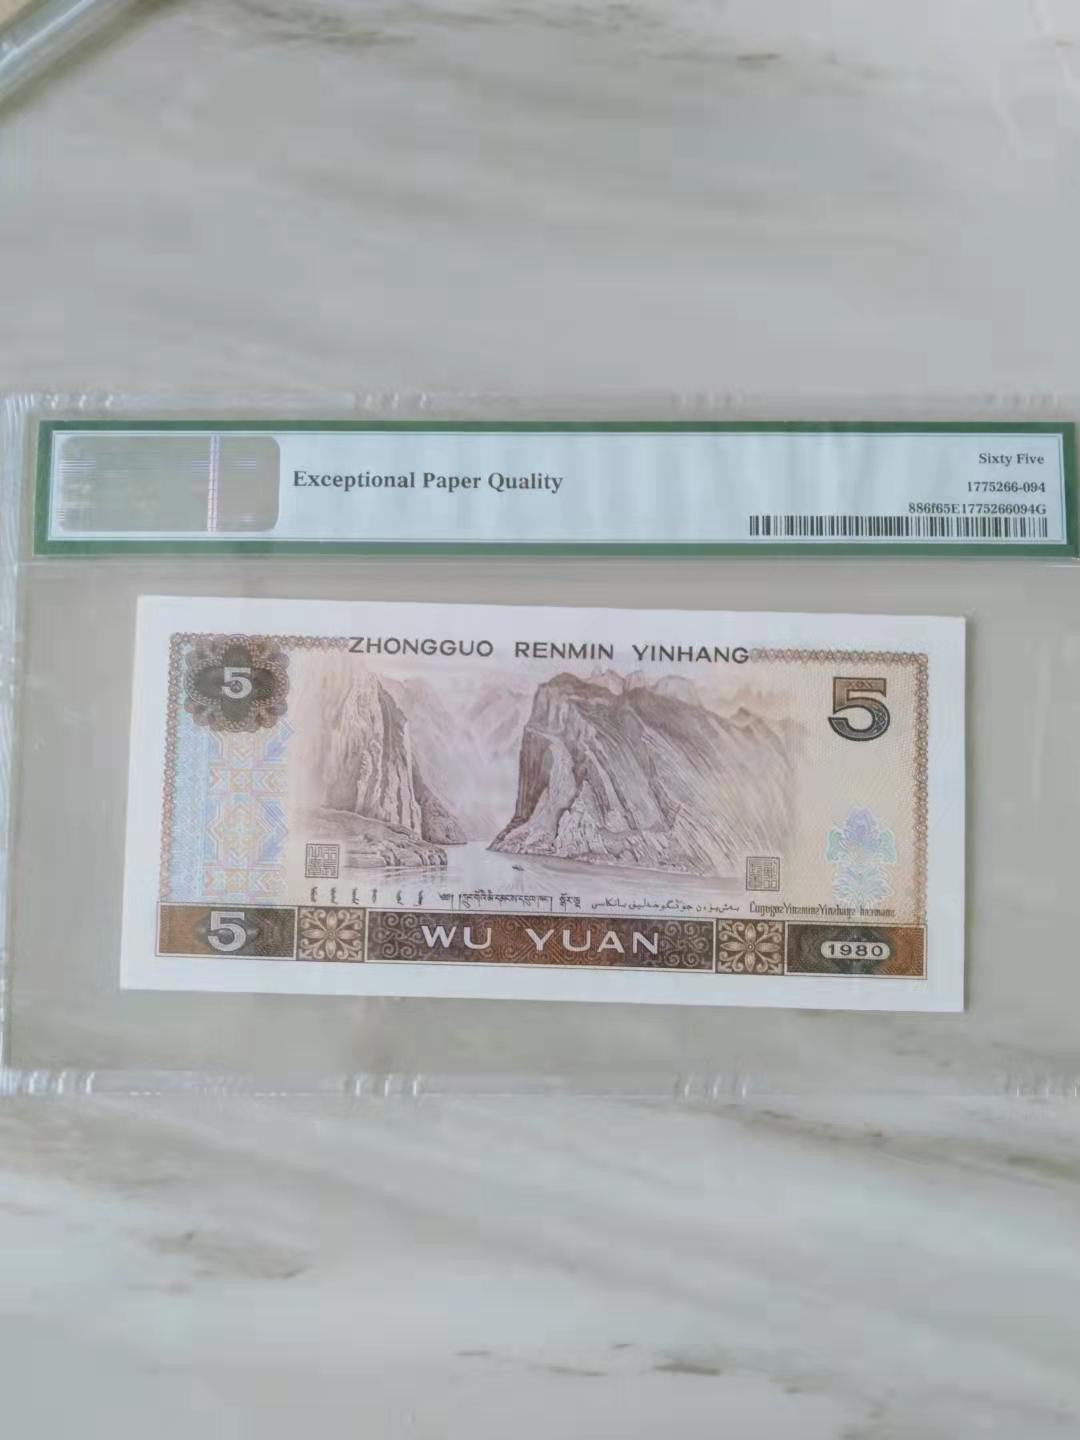 Exceptional Paper Quality
Sixty Five
1775266-094
886f65E1775266094G
ZHONGGUO RENMIN YINHANG
5
5
5
WU YUAN
1980